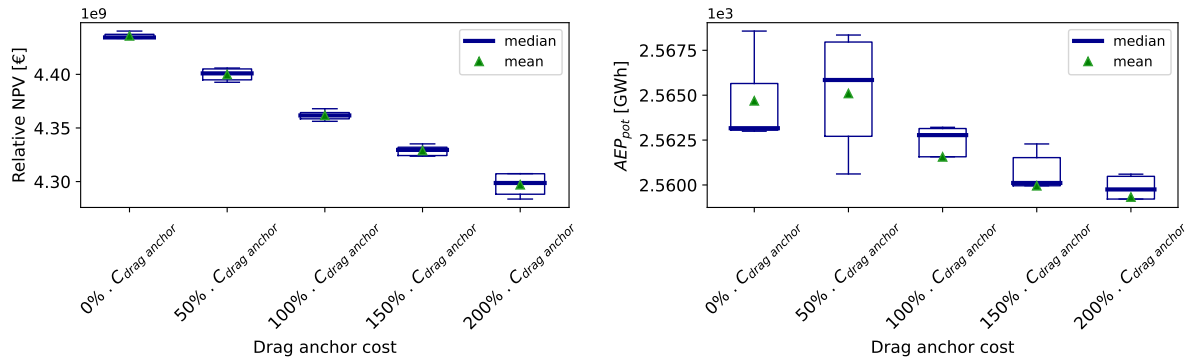 1e9
Relative NPV [€]
4.40
4.35
4.30
median
mean
0% . C_drag anchor
50% . C_drag anchor
100% . C_drag anchor
150% . C_drag anchor
200% . C_drag anchor
Drag anchor cost
1e3
AEP_pot [GWh]
2.5675
2.5650
2.5625
2.5600
median
mean
0% . C_drag anchor
50% . C_drag anchor
100% . C_drag anchor
150% . C_drag anchor
200% . C_drag anchor
Drag anchor cost